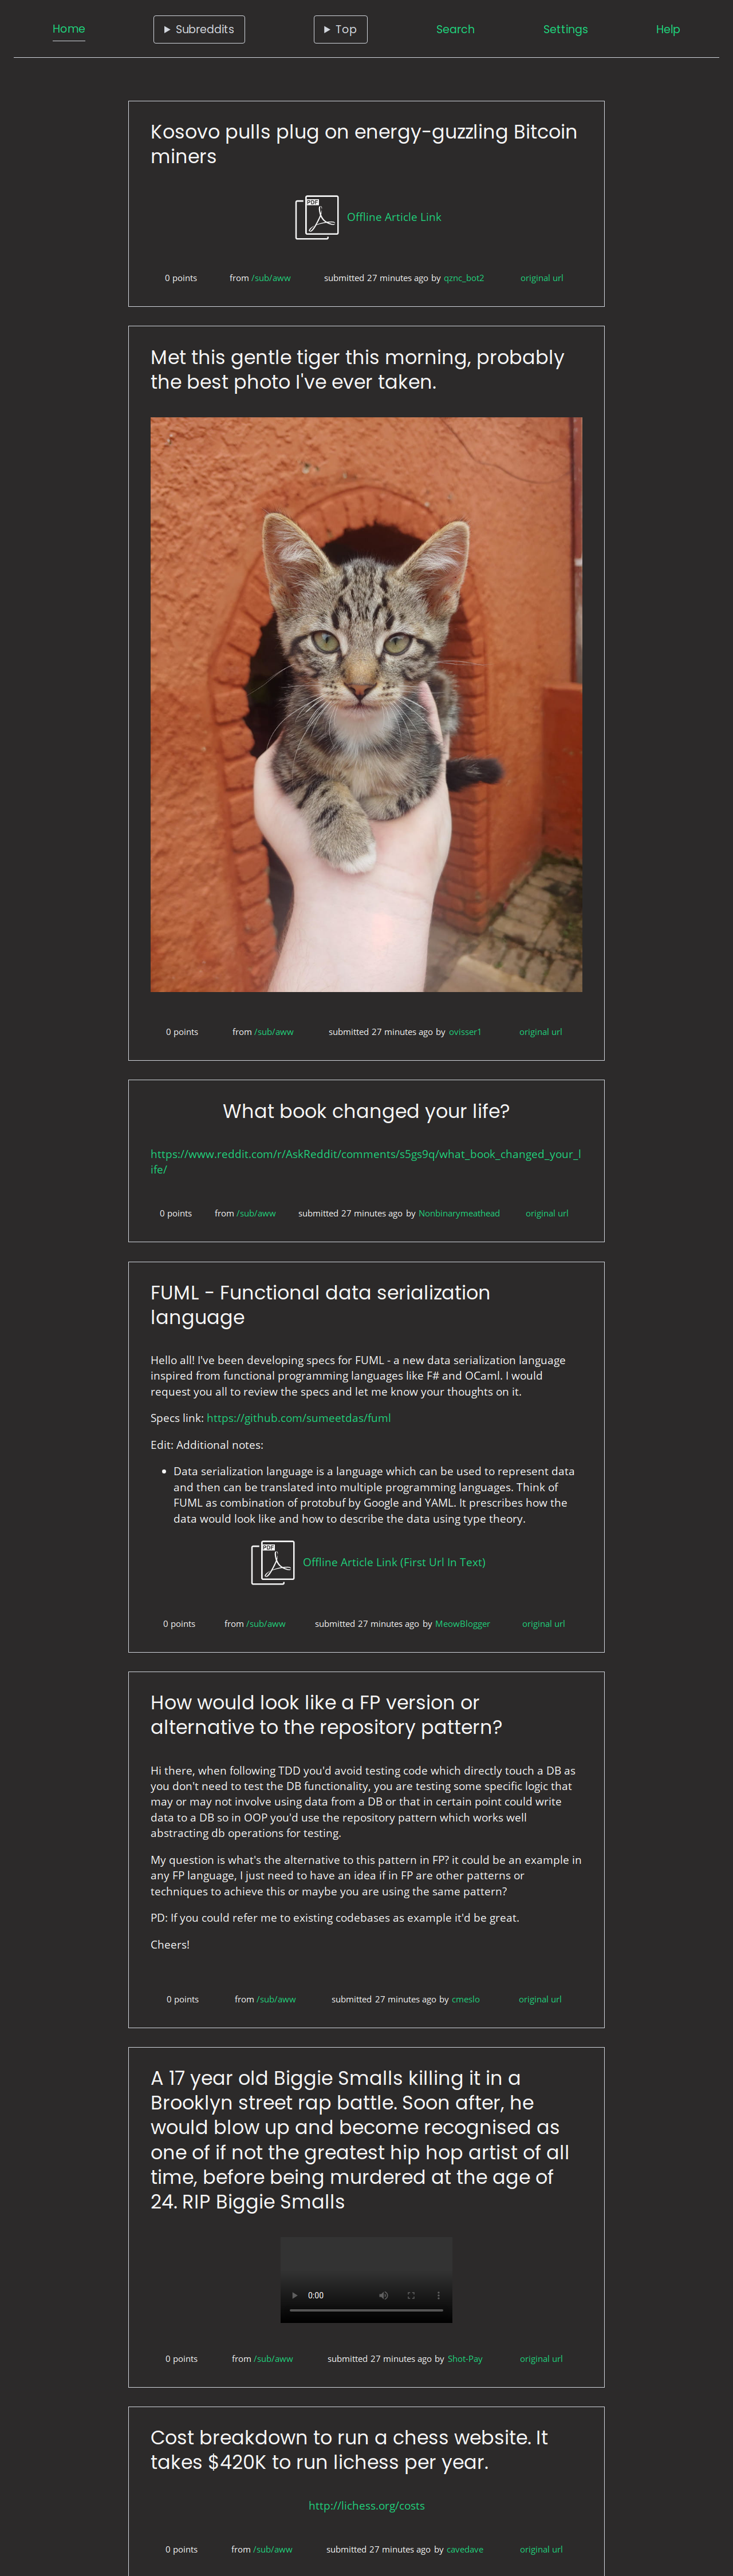 Home
Subreddits
Top
Search
Settings
Help
Kosovo pulls plug on energy-guzzling Bitcoin
miners
PDF
Offline Article Link
0 points from /sub/aww submitted 27 minutes ago by qznc_bot2 original url
Met this gentle tiger this morning, probably
the best photo I've ever taken.
0 points from /sub/aww submitted 27 minutes ago by ovisser1 original url
What book changed your life?
https://www.reddit.com/r/AskReddit/comments/s5gs9q/what_book_changed_your_l
ife/
0 points from /sub/aww submitted 27 minutes ago by Nonbinarymeathead original url
FUML - Functional data serialization
language
Hello all! I've been developing specs for FUML - a new data serialization language
inspired from functional programming languages like F# and OCaml. I would
request you all to review the specs and let me know your thoughts on it.
Specs link: https://github.com/sumeetdas/fuml
Edit: Additional notes:
• Data serialization language is a language which can be used to represent data
and then can be translated into multiple programming languages. Think of
FUML as combination of protobuf by Google and YAML. It prescribes how the
data would look like and how to describe the data using type theory.
PDF
Offline Article Link (First Url In Text)
0 points from /sub/aww submitted 27 minutes ago by MeowBlogger original url
How would look like a FP version or
alternative to the repository pattern?
Hi there, when following TDD you'd avoid testing code which directly touch a DB as
you don't need to test the DB functionality, you are testing some specific logic that
may or may not involve using data from a DB or that in certain point could write
data to a DB so in OOP you'd use the repository pattern which works well
abstracting db operations for testing.
My question is what's the alternative to this pattern in FP? it could be an example in
any FP language, I just need to have an idea if in FP are other patterns or
techniques to achieve this or maybe you are using the same pattern?
PD: If you could refer me to existing codebases as example it'd be great.
Cheers!
0 points from /sub/aww submitted 27 minutes ago by cmeslo original url
A 17 year old Biggie Smalls killing it in a
Brooklyn street rap battle. Soon after, he
would blow up and become recognised as
one of if not the greatest hip hop artist of all
time, before being murdered at the age of
24. RIP Biggie Smalls
0:00
0 points from /sub/aww submitted 27 minutes ago by Shot-Pay original url
Cost breakdown to run a chess website. It
takes $420K to run lichess per year.
http://lichess.org/costs
0 points from /sub/aww submitted 27 minutes ago by cavedave original url